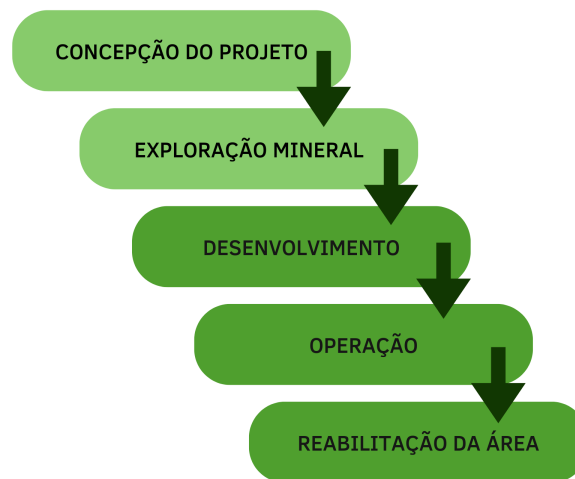 CONCEPÇÃO DO PROJETO
EXPLORAÇÃO MINERAL
DESENVOLVIMENTO
OPERAÇÃO
REABILITAÇÃO DA ÁREA